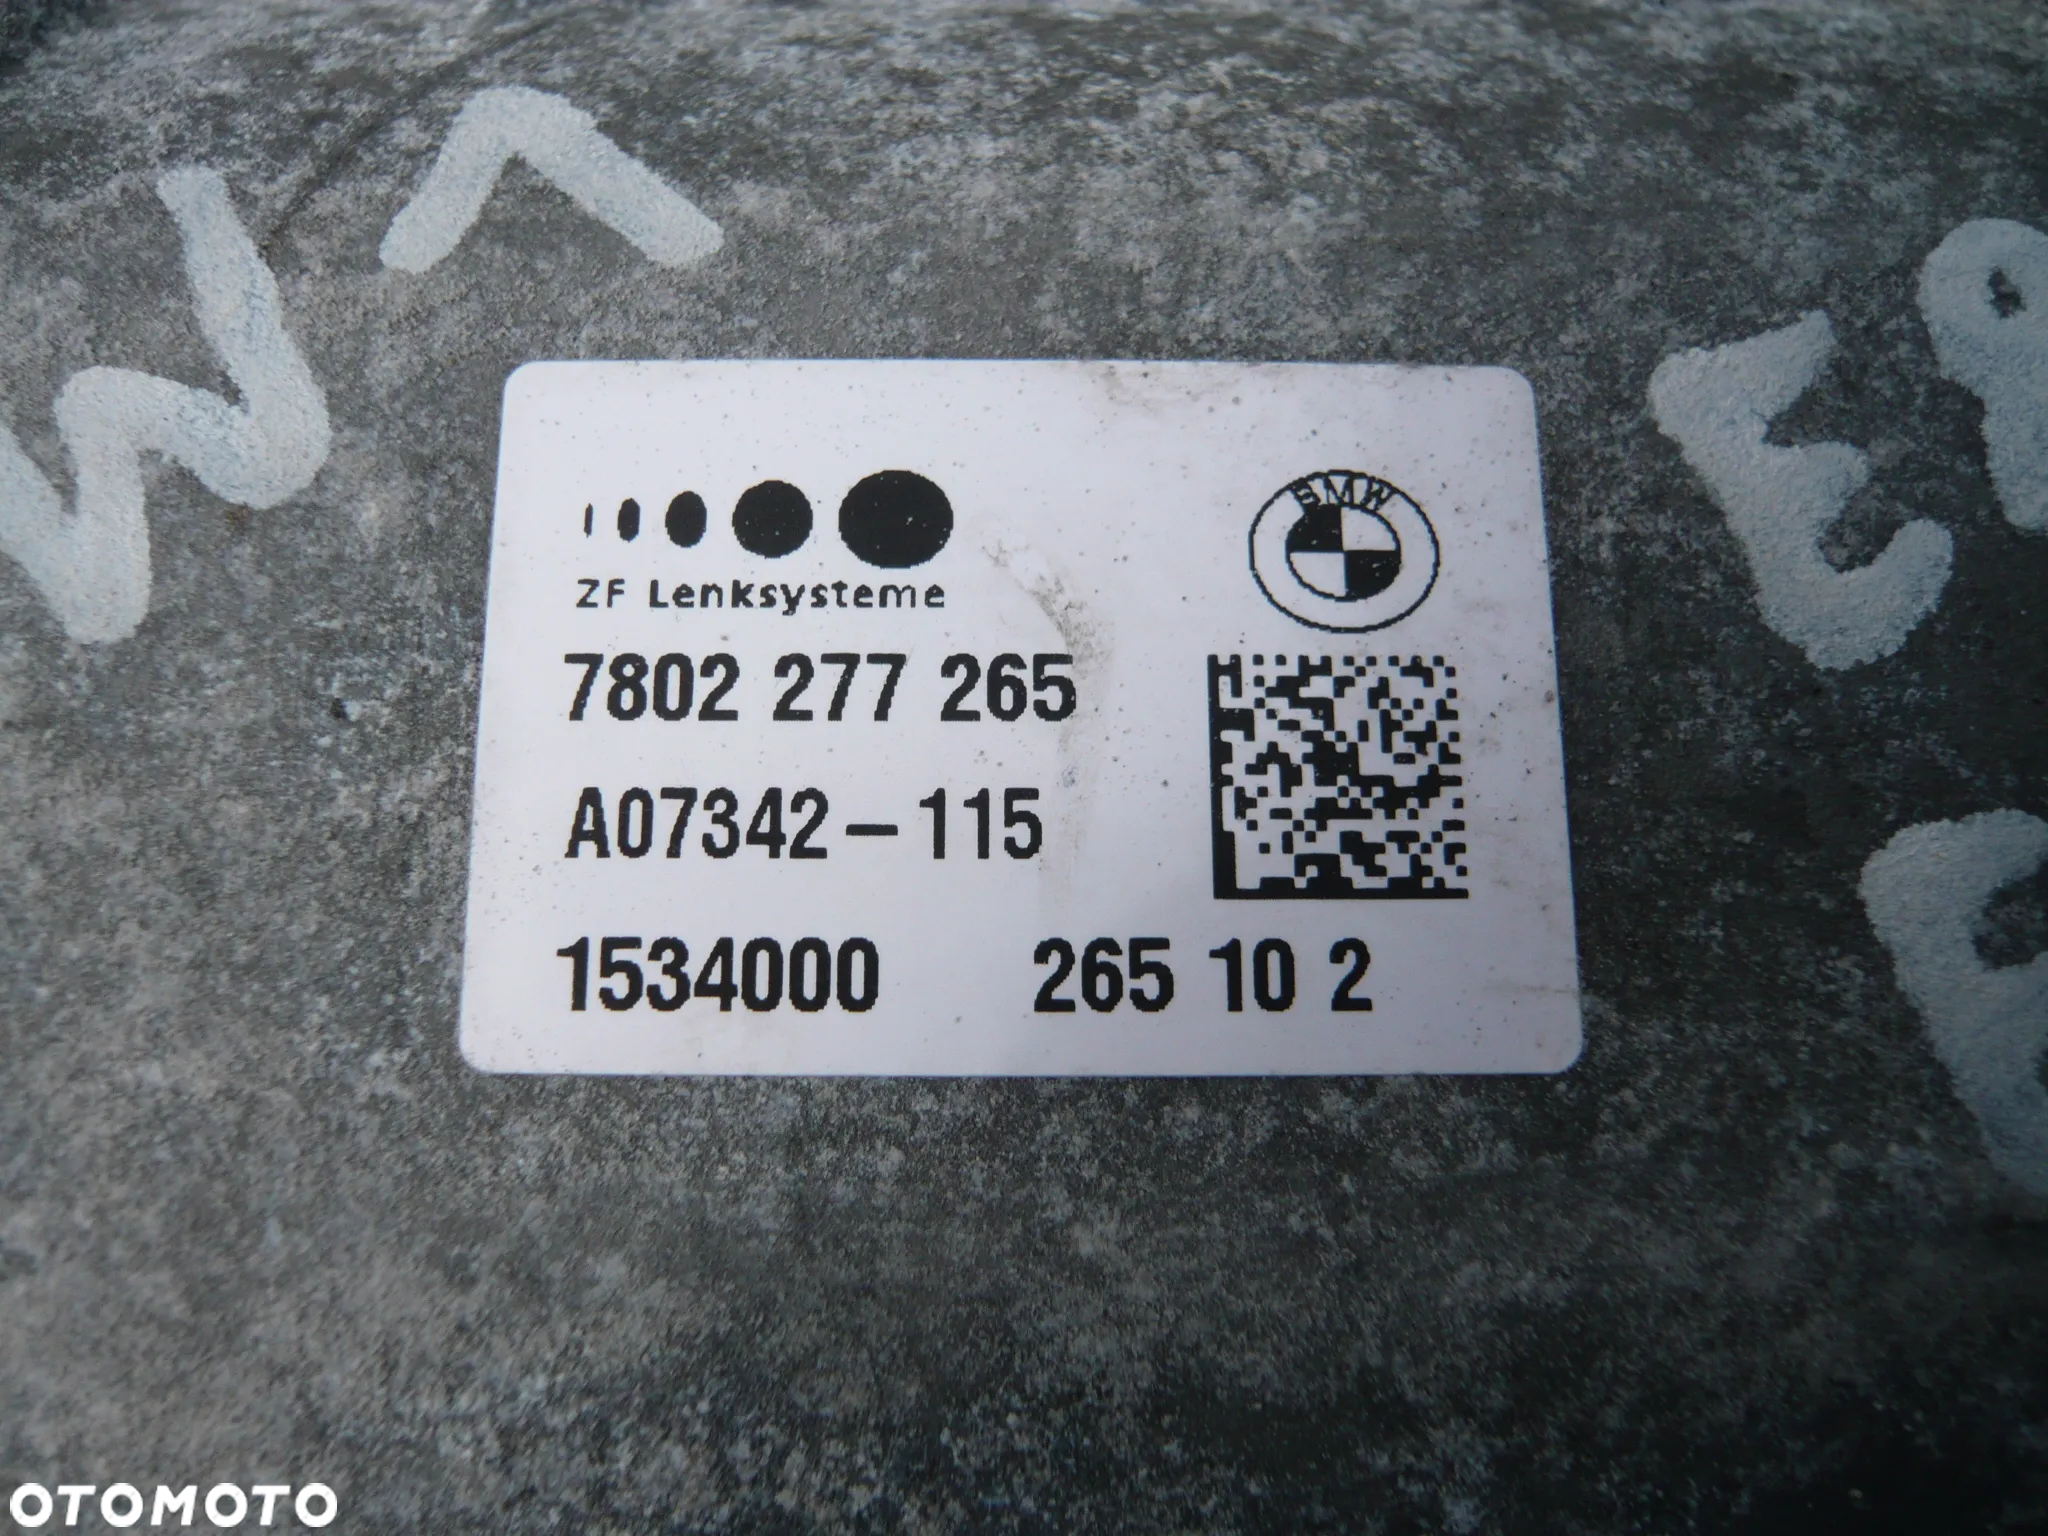 BMW
ZF Lenksysteme
7802 277 265
A07342-115
1534000 265 10 2
OTOMOTO